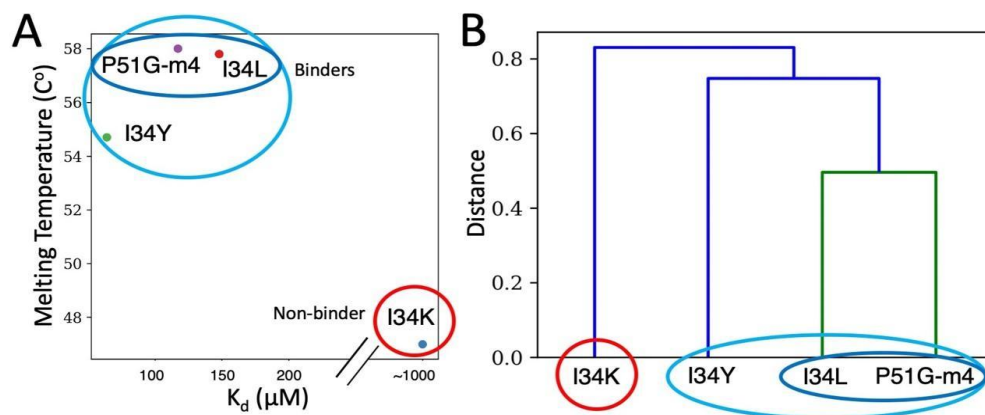 A
58
56
54
52
50
48
Melting Temperature (C°)
P51G-m4
I34L
Binders
I34Y
Non-binder
I34K
100
150
200
~1000
K_d (μM)
B
0.8
0.6
0.4
0.2
0.0
Distance
I34K
I34Y
I34L
P51G-m4